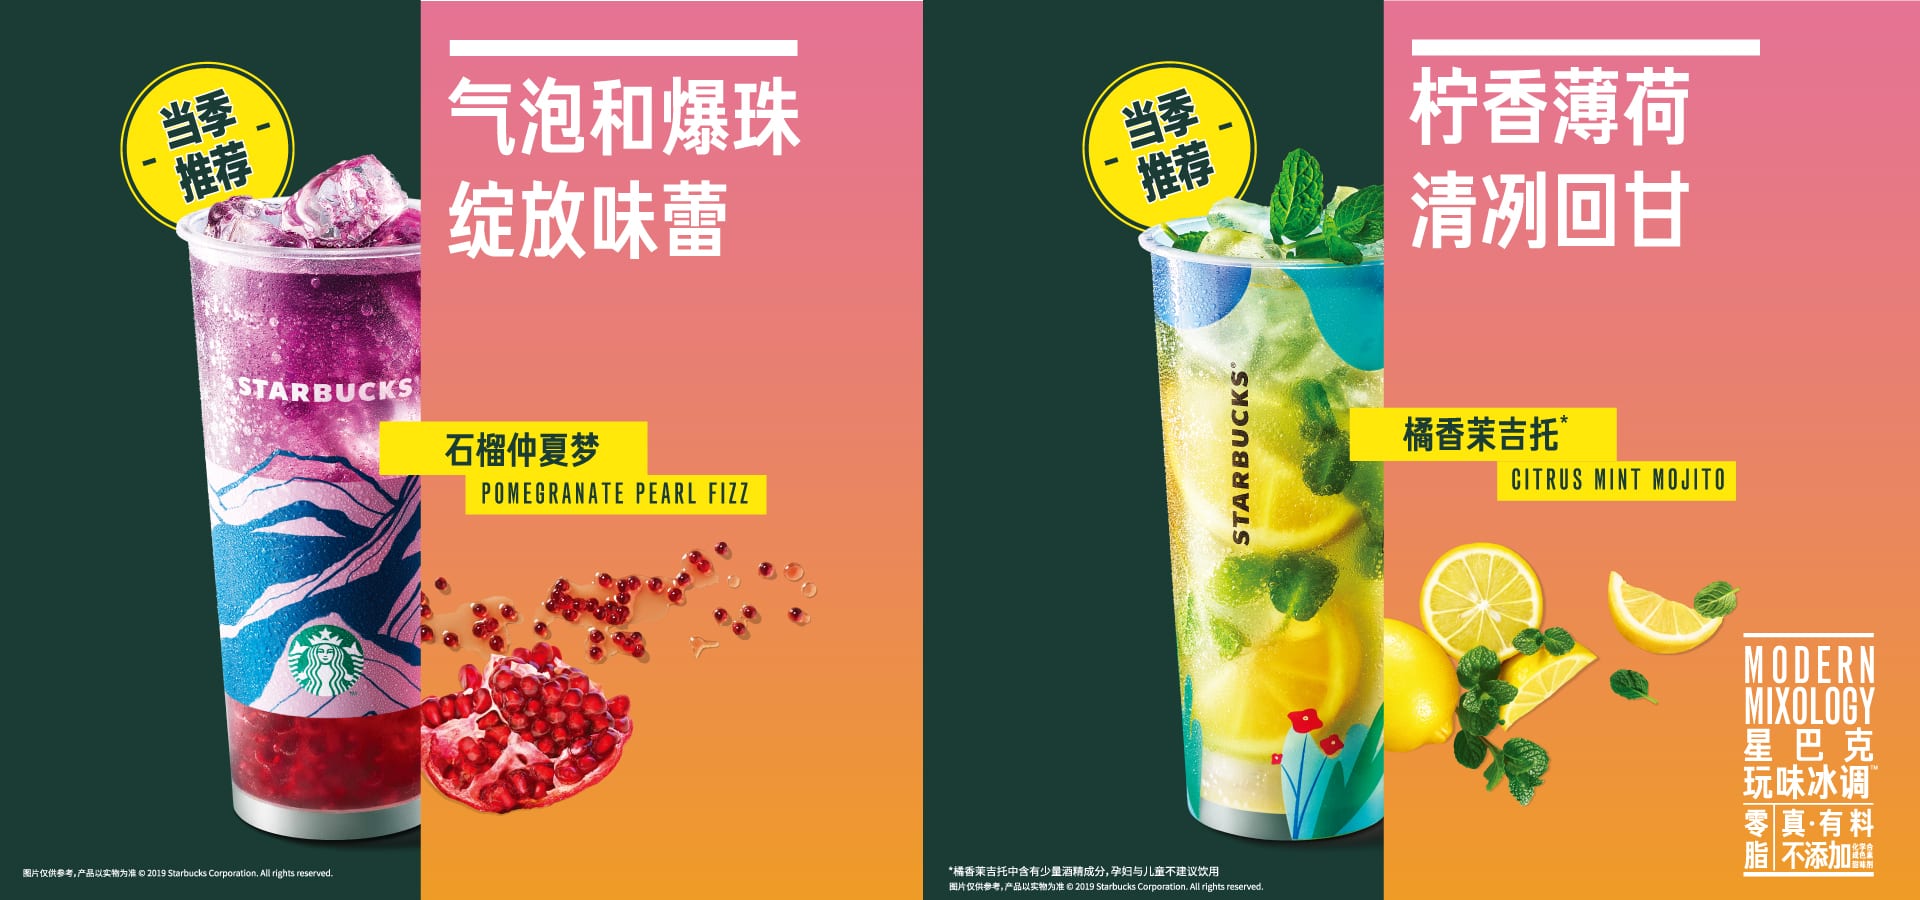 当季
推荐
气泡和爆珠
绽放味蕾
STARBUCKS
石榴仲夏梦
POMEGRANATE PEARL FIZZ
图片仅供参考,产品以实物为准 © 2019 Starbucks Corporation. All rights reserved.
当季
推荐
柠香薄荷
清冽回甘
STARBUCKS®
橘香茉吉托*
CITRUS MINT MOJITO
MODERN
MIXOLOGY
星巴克
玩味冰调™
零脂
真·有料
不添加
*橘香茉吉托中含有少量酒精成分,孕妇与儿童不建议饮用
图片仅供参考,产品以实物为准 © 2019 Starbucks Corporation. All rights reserved.